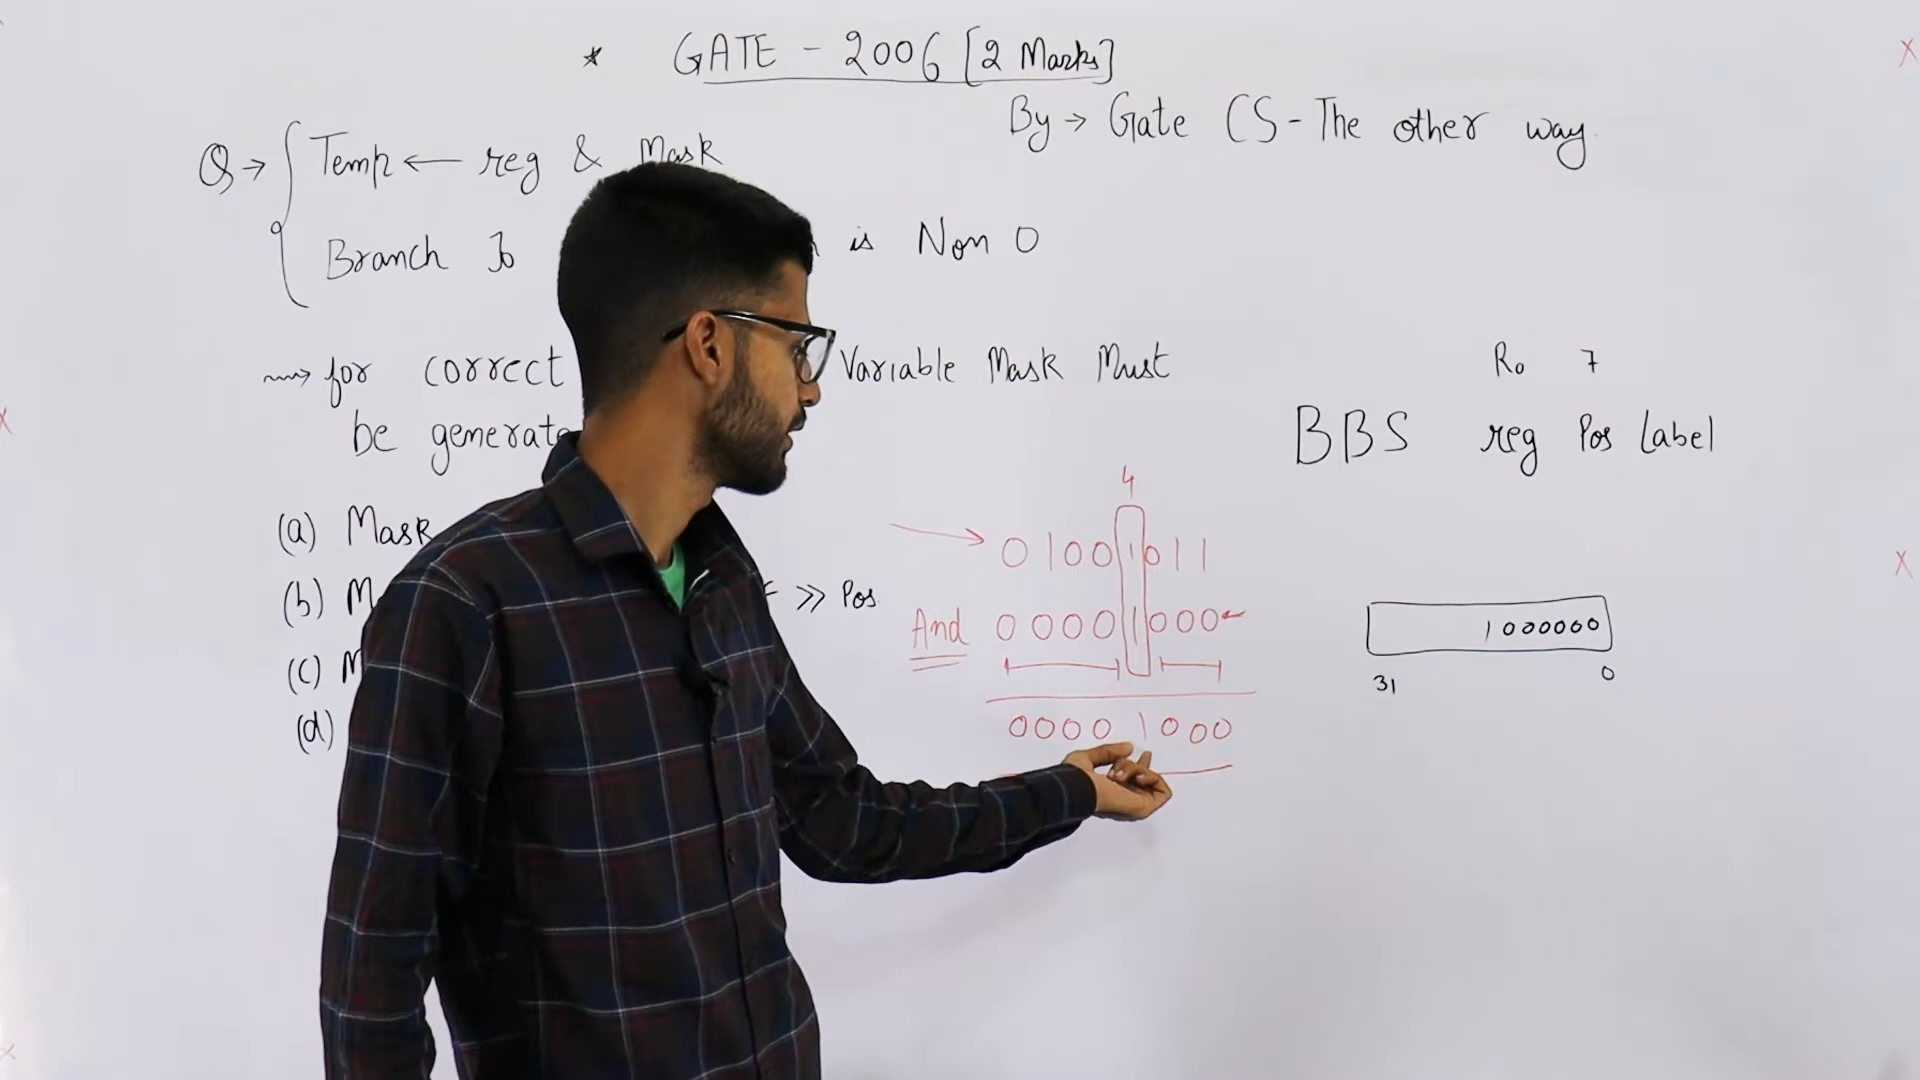 * GATE - 2006 [2 Marks]
By → Gate CS - The other way.
Q → { Temp ← reg & Mask
Branch To is Non 0
for correct Variable Mask Must
be generate
(a) Mask
(b) M >> Pos
(c) M
(d)
4
0 1 0 0 1 0 1 1
And 0 0 0 0 1 0 0 0 ←
0 0 0 0 1 0 0 0
R0 7
BBS reg Pos Label
1 0 0 0 0 0 0
31 0